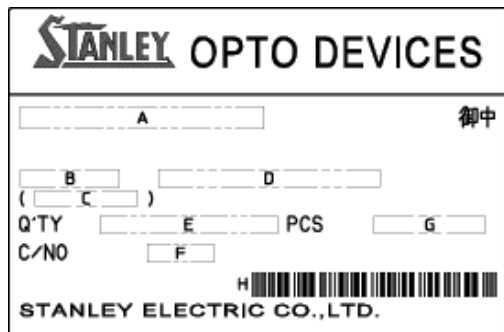 STANLEY OPTO DEVICES
A 御中
B D
( C )
Q'TY E PCS G
C/NO F
H
STANLEY ELECTRIC CO.,LTD.